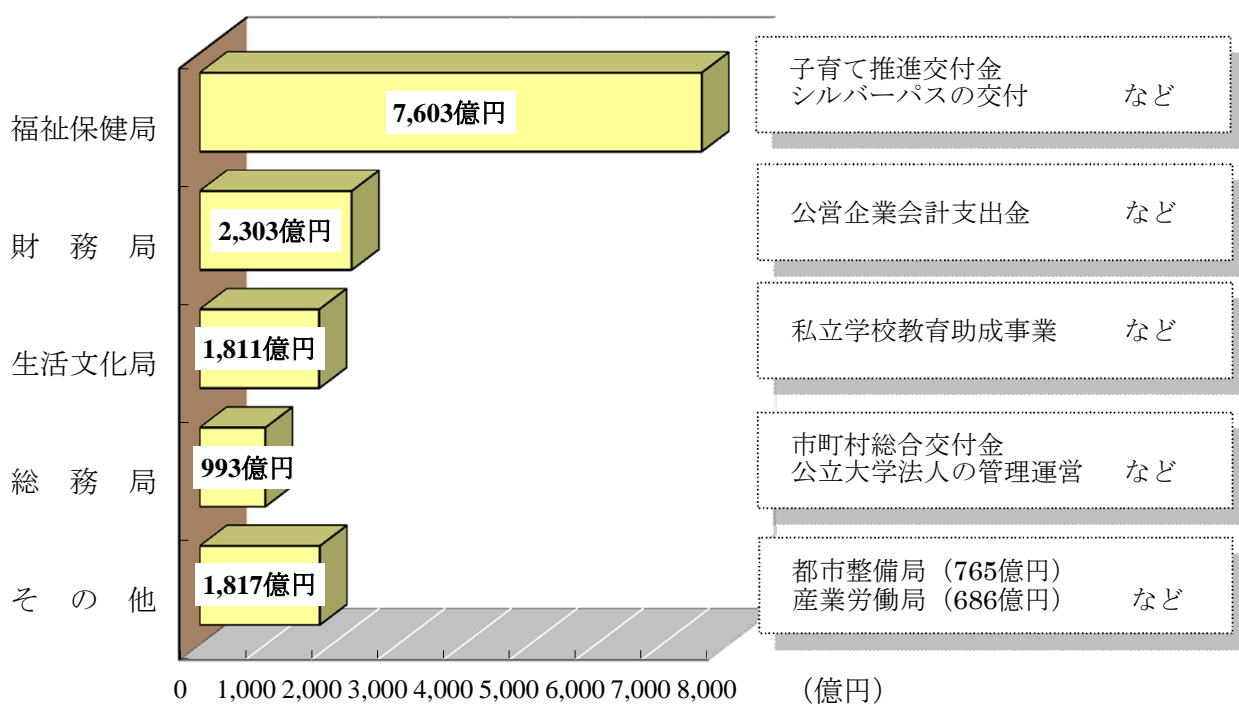 福祉保健局
7,603億円
子育て推進交付金
シルバーパスの交付 など
財 務 局
2,303億円
公営企業会計支出金 など
生活文化局
1,811億円
私立学校教育助成事業 など
総 務 局
993億円
市町村総合交付金
公立大学法人の管理運営 など
そ の 他
1,817億円
都市整備局(765億円)
産業労働局(686億円) など
0 1,000 2,000 3,000 4,000 5,000 6,000 7,000 8,000 (億円)